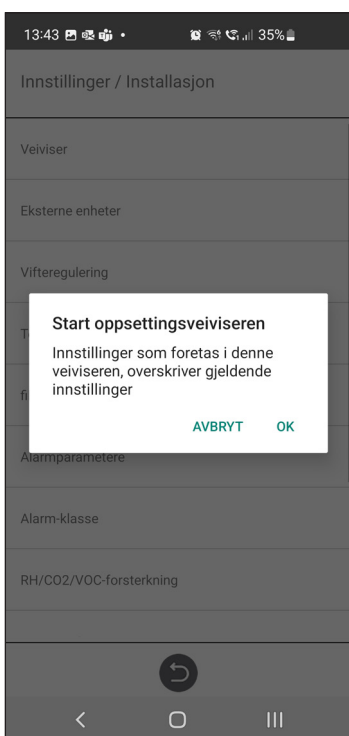 13:43 35%
Innstillinger / Installasjon
Veiviser
Eksterne enheter
Vifteregulering
Start oppsettingsveiviseren
Innstillinger som foretas i denne
veiviseren, overskriver gjeldende
innstillinger
AVBRYT OK
Alarmparametere
Alarm-klasse
RH/CO2/VOC-forsterkning